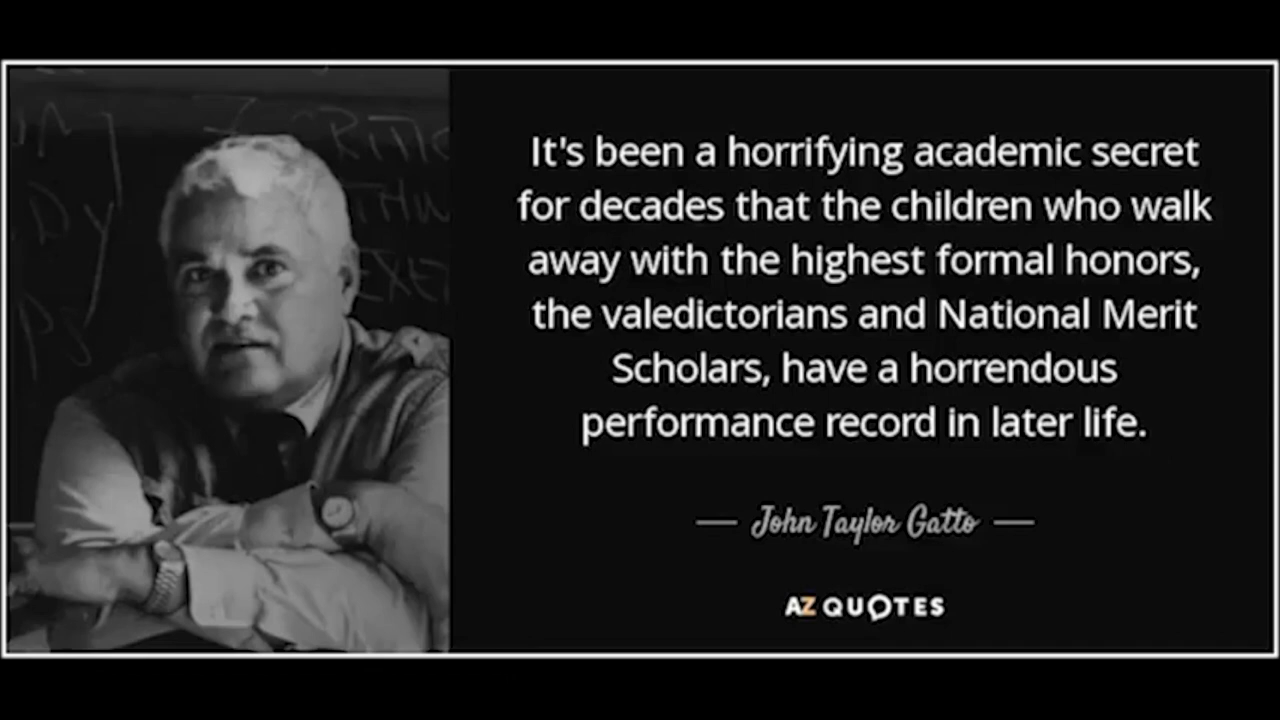 It's been a horrifying academic secret
for decades that the children who walk
away with the highest formal honors,
the valedictorians and National Merit
Scholars, have a horrendous
performance record in later life.
John Taylor Gatto
AZ QUOTES